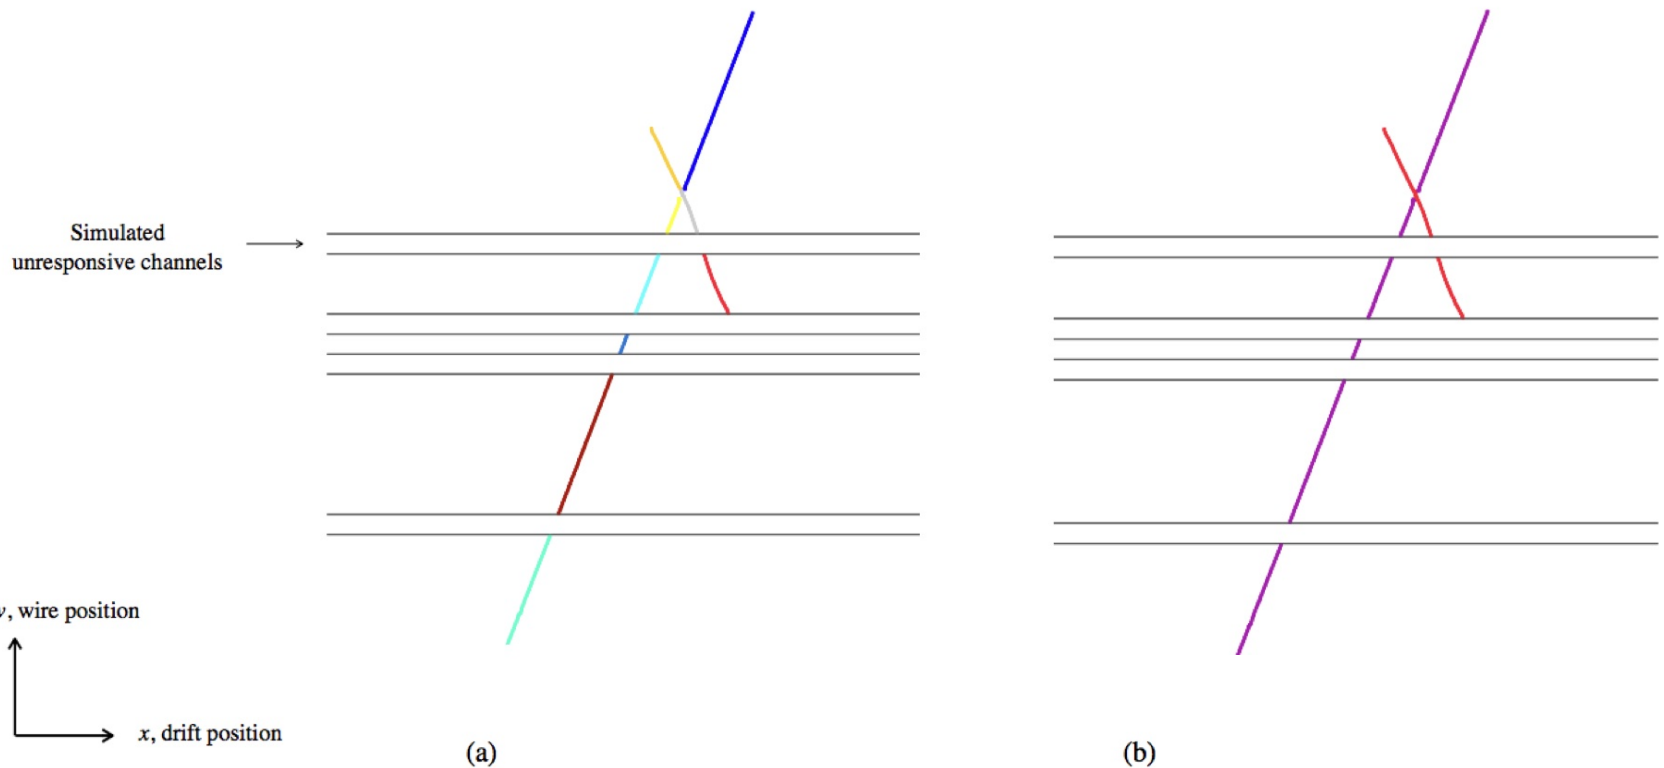 Simulated
unresponsive channels
, wire position
x, drift position
(a)
(b)